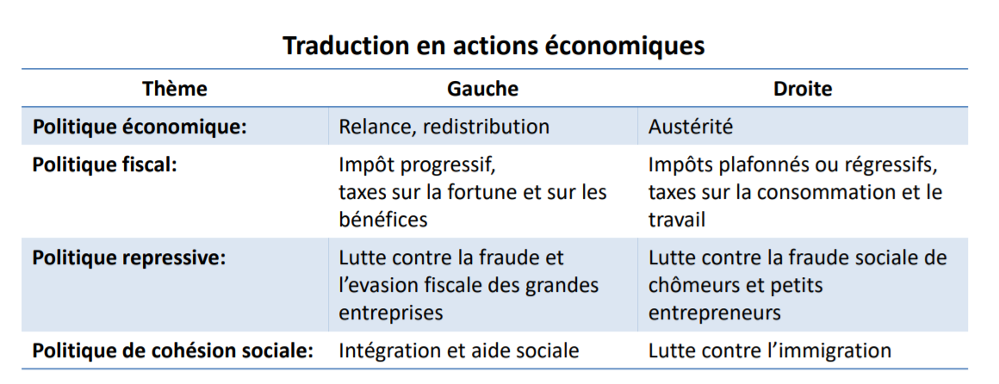 Traduction en actions économiques
Thème Gauche Droite
Politique économique: Relance, redistribution Austérité
Politique fiscal: Impôt progressif, Impôts plafonnés ou régressifs,
taxes sur la fortune et sur les taxes sur la consommation et le
bénéfices travail
Politique repressive: Lutte contre la fraude et Lutte contre la fraude sociale de
l’evasion fiscale des grandes chômeurs et petits
entreprises entrepreneurs
Politique de cohésion sociale: Intégration et aide sociale Lutte contre l’immigration